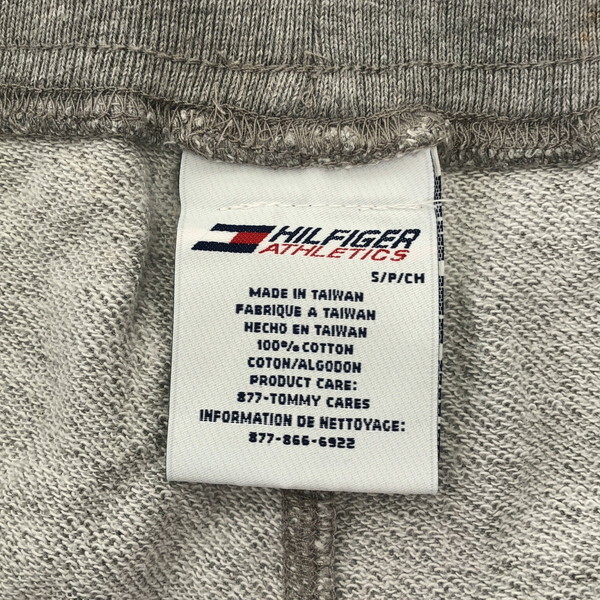 HILFIGER
ATHLETICS
S/P/CH
MADE IN TAIWAN
FABRIQUE A TAIWAN
HECHO EN TAIWAN
100% COTTON
COTON/ALGODON
PRODUCT CARE:
877-TOMMY CARES
INFORMATION DE NETTOYAGE:
877-866-6922